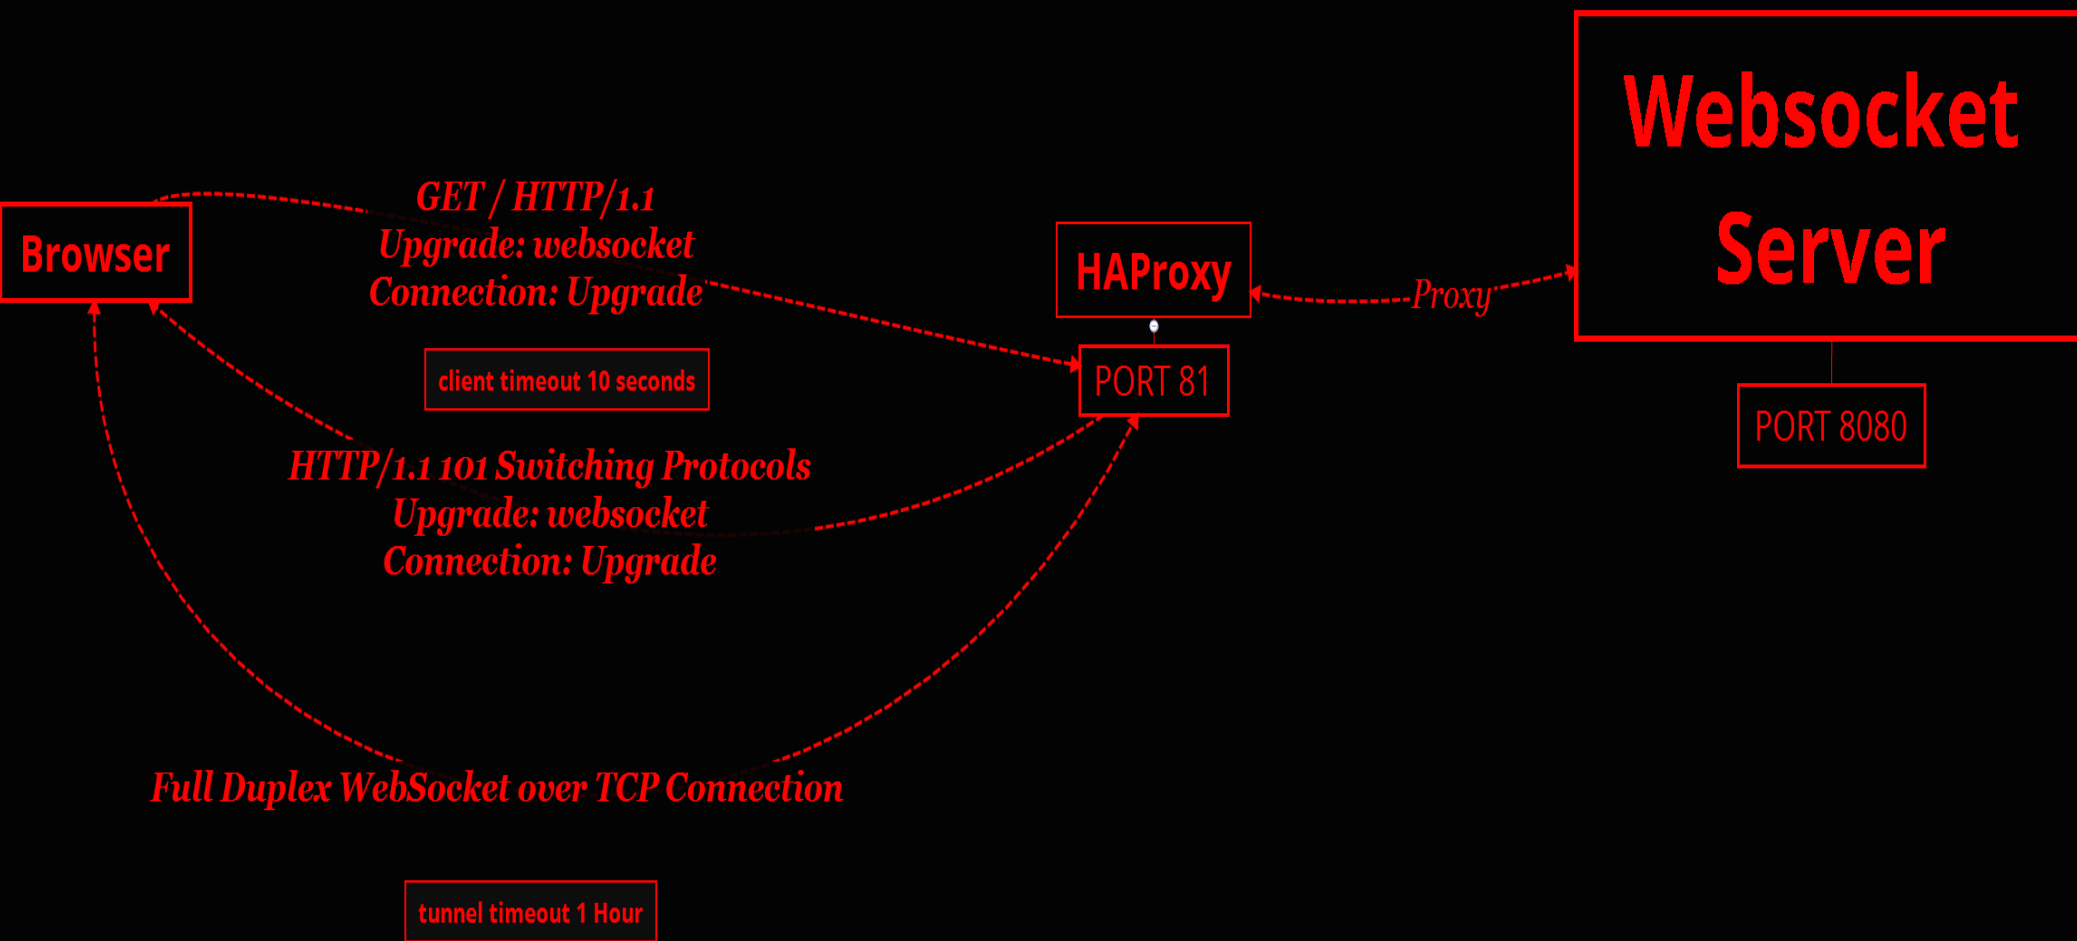 Websocket
Server
GET / HTTP/1.1
Upgrade: websocket
Connection: Upgrade
Browser
HAProxy
Proxy
client timeout 10 seconds
PORT 81
PORT 8080
HTTP/1.1 101 Switching Protocols
Upgrade: websocket
Connection: Upgrade
Full Duplex WebSocket over TCP Connection
tunnel timeout 1 Hour